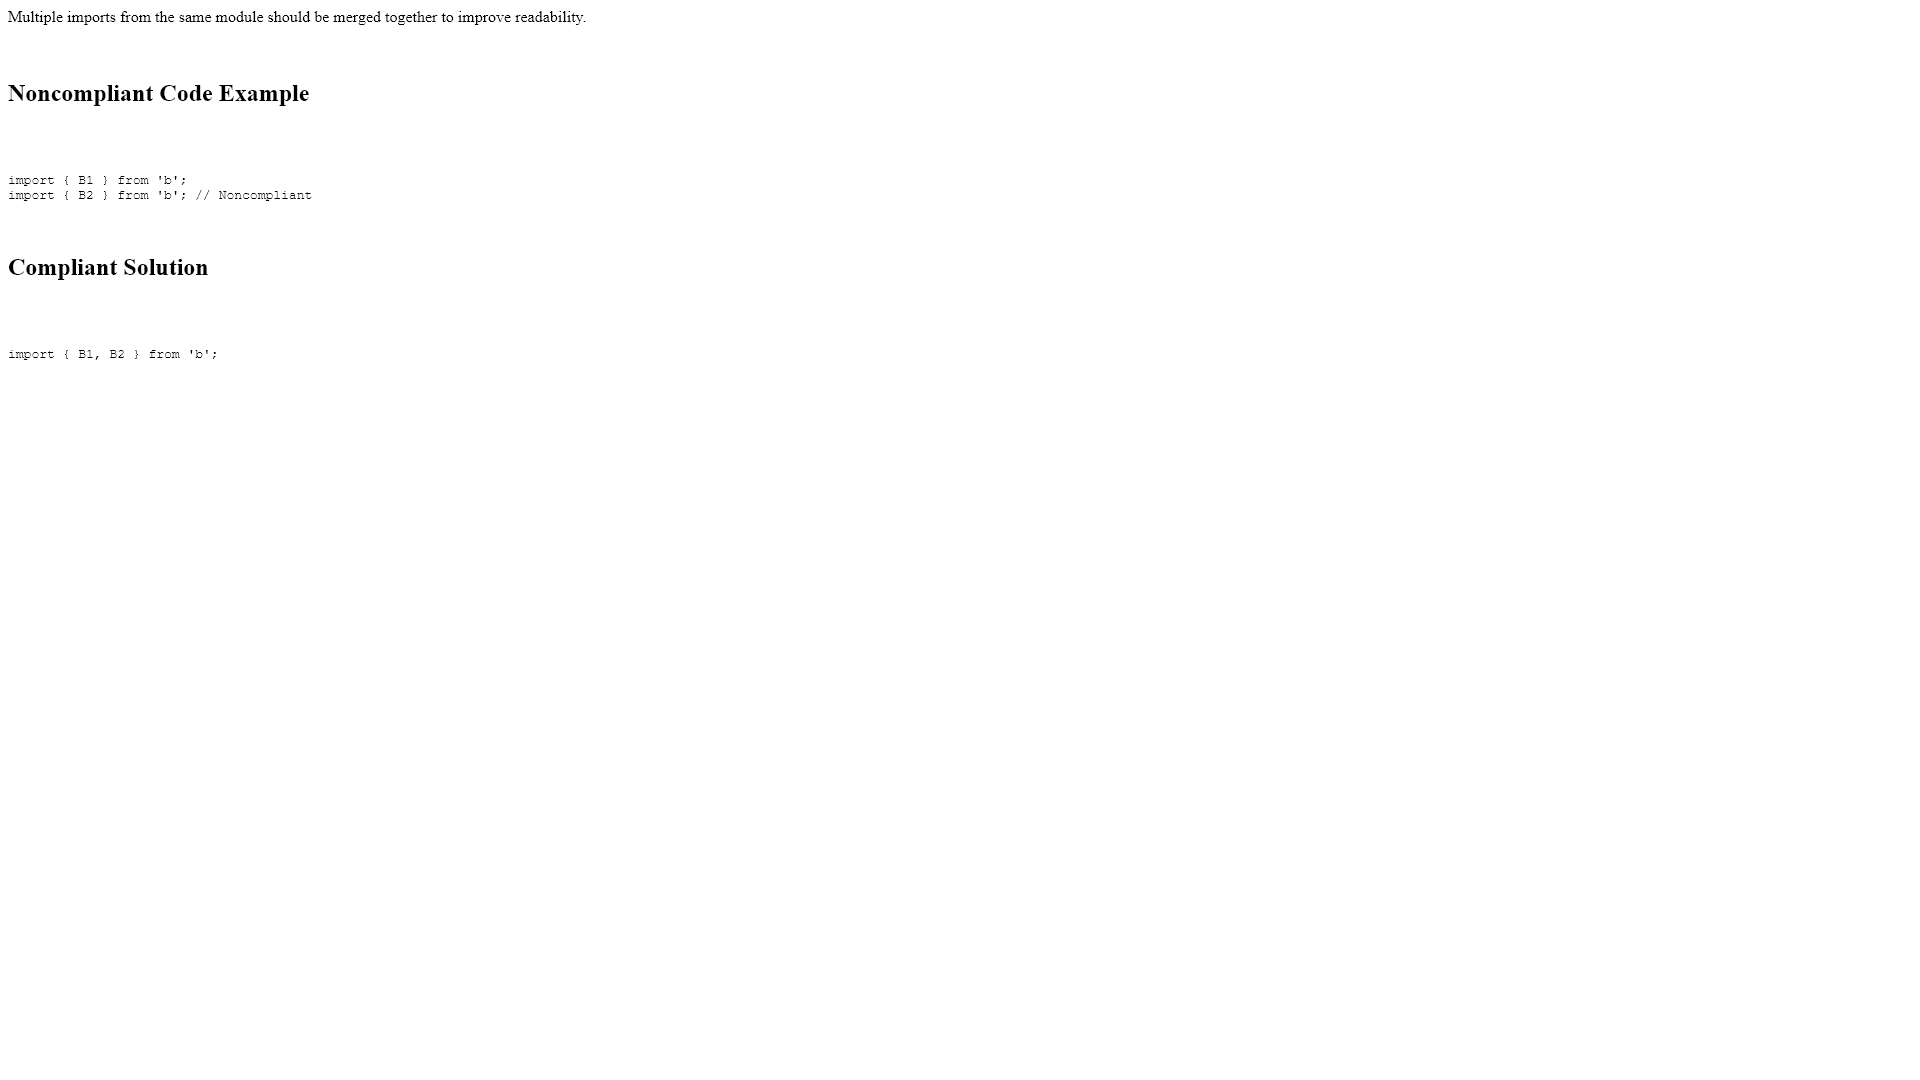 Multiple imports from the same module should be merged together to improve readability.
Noncompliant Code Example
import { B1 } from 'b';
import { B2 } from 'b'; // Noncompliant
Compliant Solution
import { B1, B2 } from 'b';